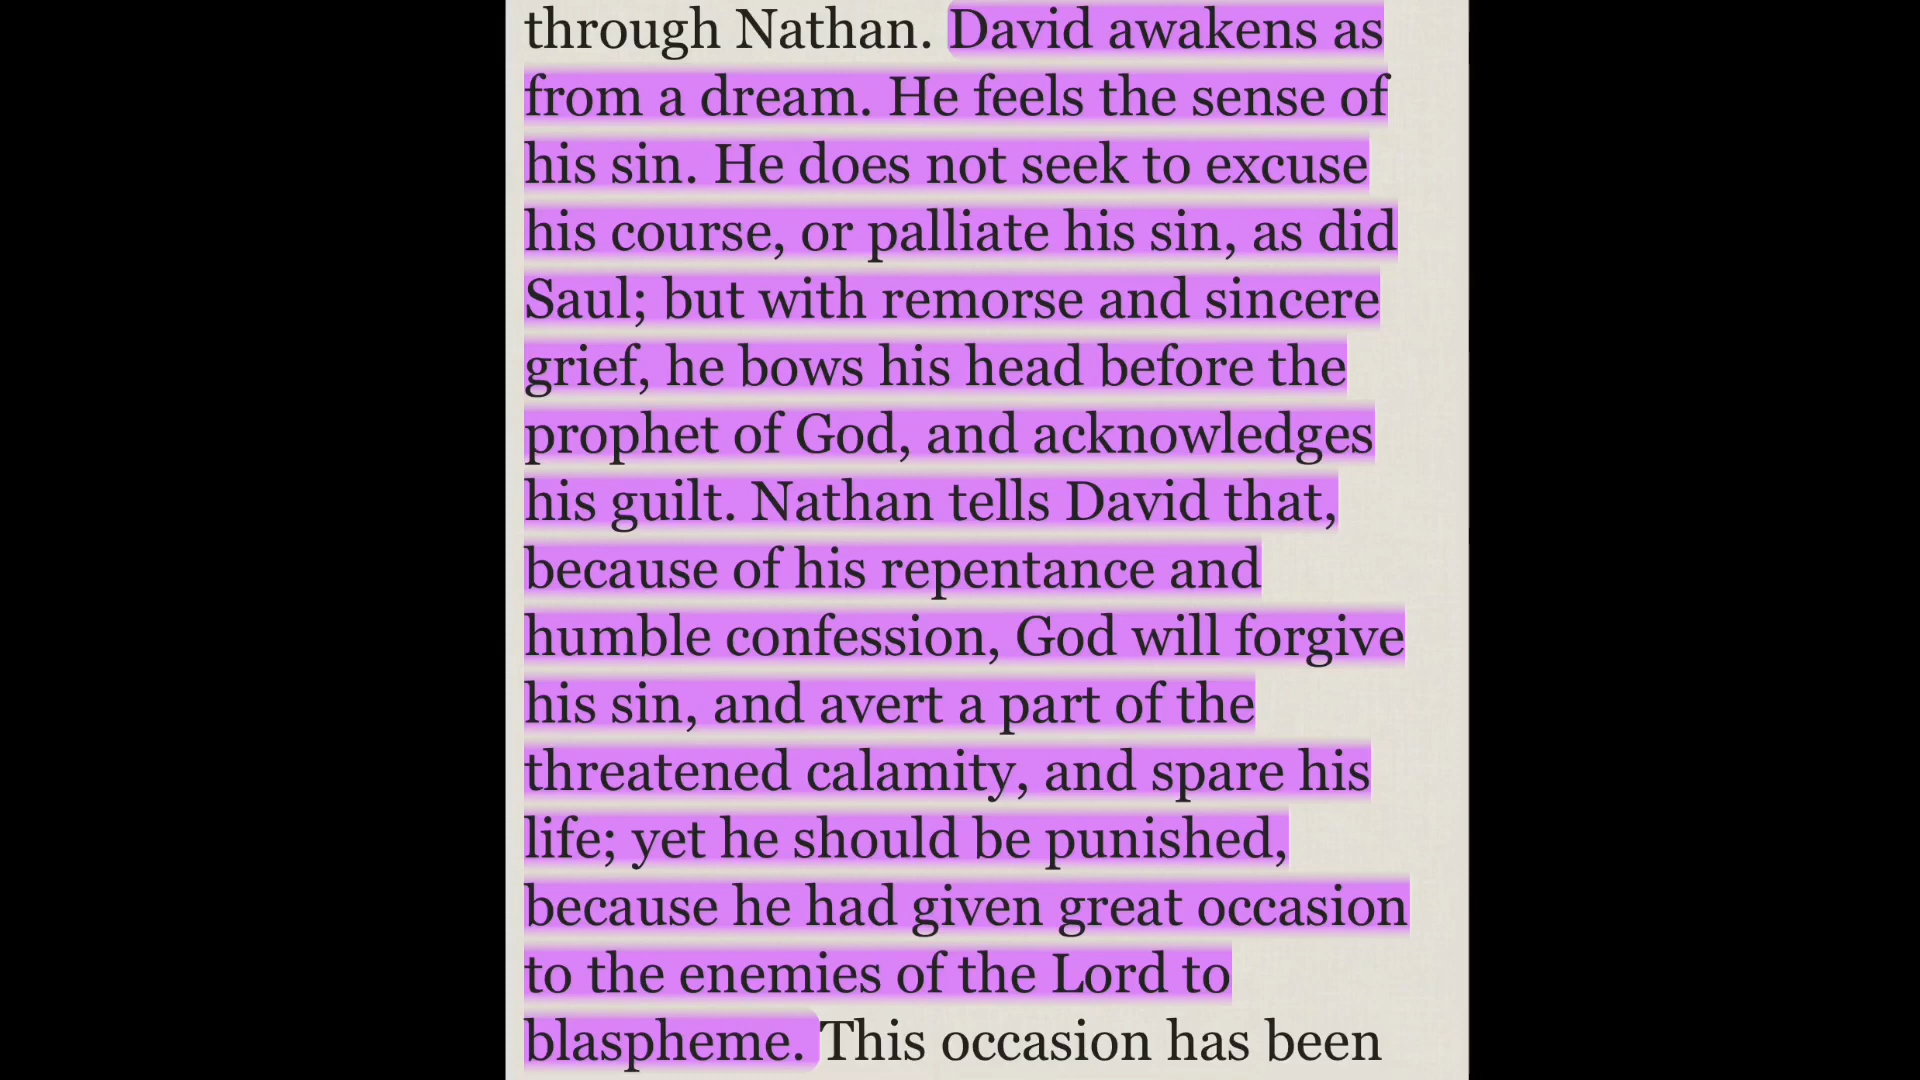 through Nathan. David awakens as
from a dream. He feels the sense of
his sin. He does not seek to excuse
his course, or palliate his sin, as did
Saul; but with remorse and sincere
grief, he bows his head before the
prophet of God, and acknowledges
his guilt. Nathan tells David that,
because of his repentance and
humble confession, God will forgive
his sin, and avert a part of the
threatened calamity, and spare his
life; yet he should be punished,
because he had given great occasion
to the enemies of the Lord to
blaspheme. This occasion has been